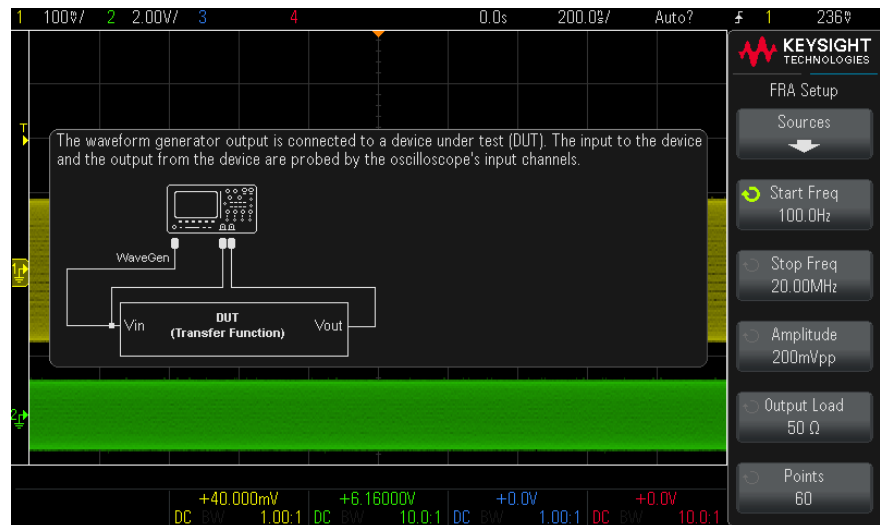 1 100㎷/ 2 2.00V/ 3 4 0.0s 200.0㎲/ Auto? 1 236㎷
KEYSIGHT
TECHNOLOGIES
FRA Setup
Sources
Start Freq
100.0Hz
Stop Freq
20.00MHz
Amplitude
200mVpp
Output Load
50 Ω
Points
60
T
The waveform generator output is connected to a device under test (DUT). The input to the device
and the output from the device are probed by the oscilloscope's input channels.
WaveGen
Vin
DUT
(Transfer Function)
Vout
1
2
+40.000mV +6.16000V +0.0V +0.0V
DC BW 1.00:1 DC BW 10.0:1 DC BW 1.00:1 DC BW 10.0:1